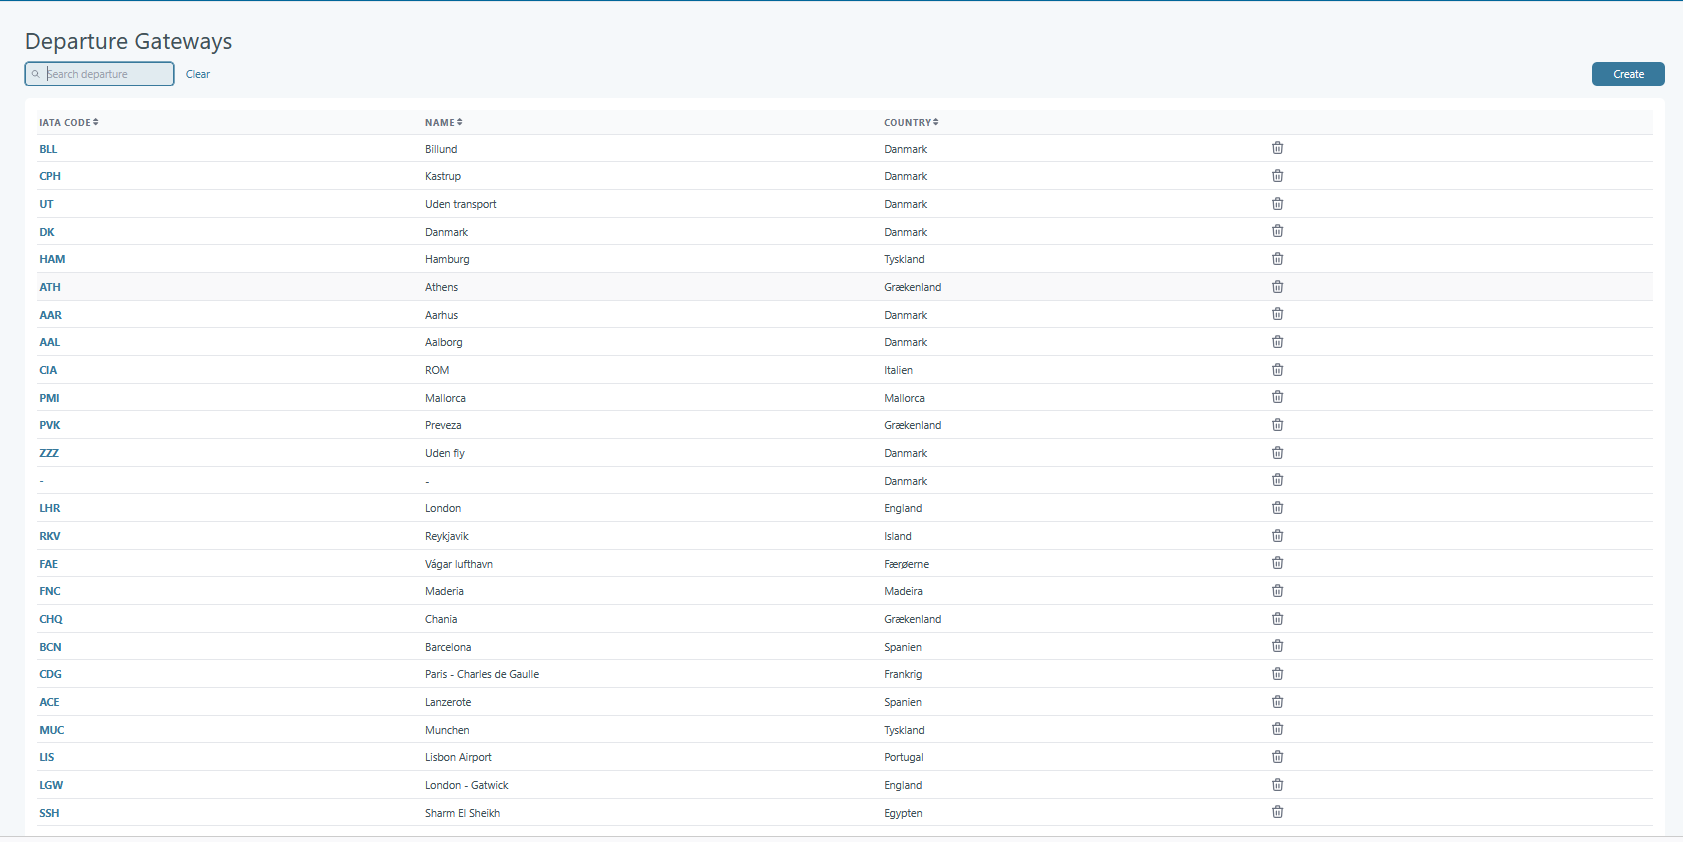 Departure Gateways
Search departure Clear Create
IATA CODE NAME COUNTRY
BLL Billund Danmark
CPH Kastrup Danmark
UT Uden transport Danmark
DK Danmark Danmark
HAM Hamburg Tyskland
ATH Athens Grækenland
AAR Aarhus Danmark
AAL Aalborg Danmark
CIA ROM Italien
PMI Mallorca Mallorca
PVK Preveza Grækenland
ZZZ Uden fly Danmark
- - Danmark
LHR London England
RKV Reykjavik Island
FAE Vágar lufthavn Færøerne
FNC Maderia Madeira
CHQ Chania Grækenland
BCN Barcelona Spanien
CDG Paris - Charles de Gaulle Frankrig
ACE Lanzerote Spanien
MUC Munchen Tyskland
LIS Lisbon Airport Portugal
LGW London - Gatwick England
SSH Sharm El Sheikh Egypten